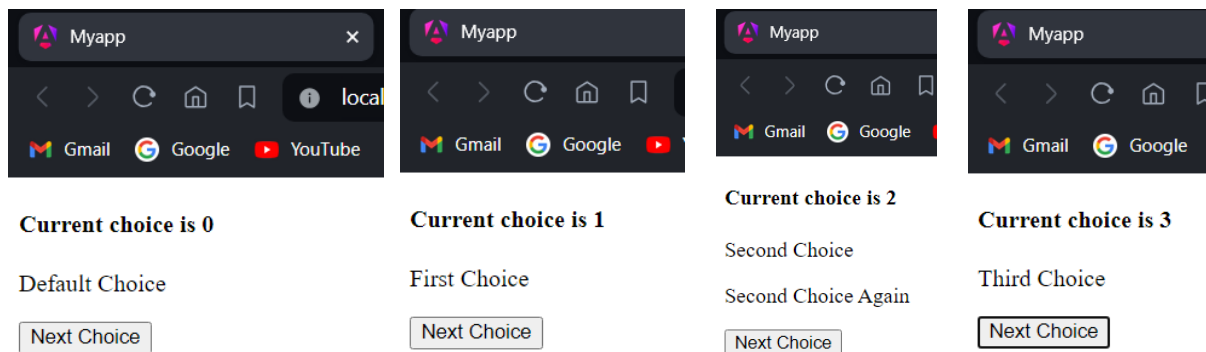 Myapp
local
Gmail Google YouTube
Current choice is 0
Default Choice
Next Choice
Myapp
Gmail Google
Current choice is 1
First Choice
Next Choice
Myapp
Gmail Google
Current choice is 2
Second Choice
Second Choice Again
Next Choice
Myapp
Gmail Google
Current choice is 3
Third Choice
Next Choice